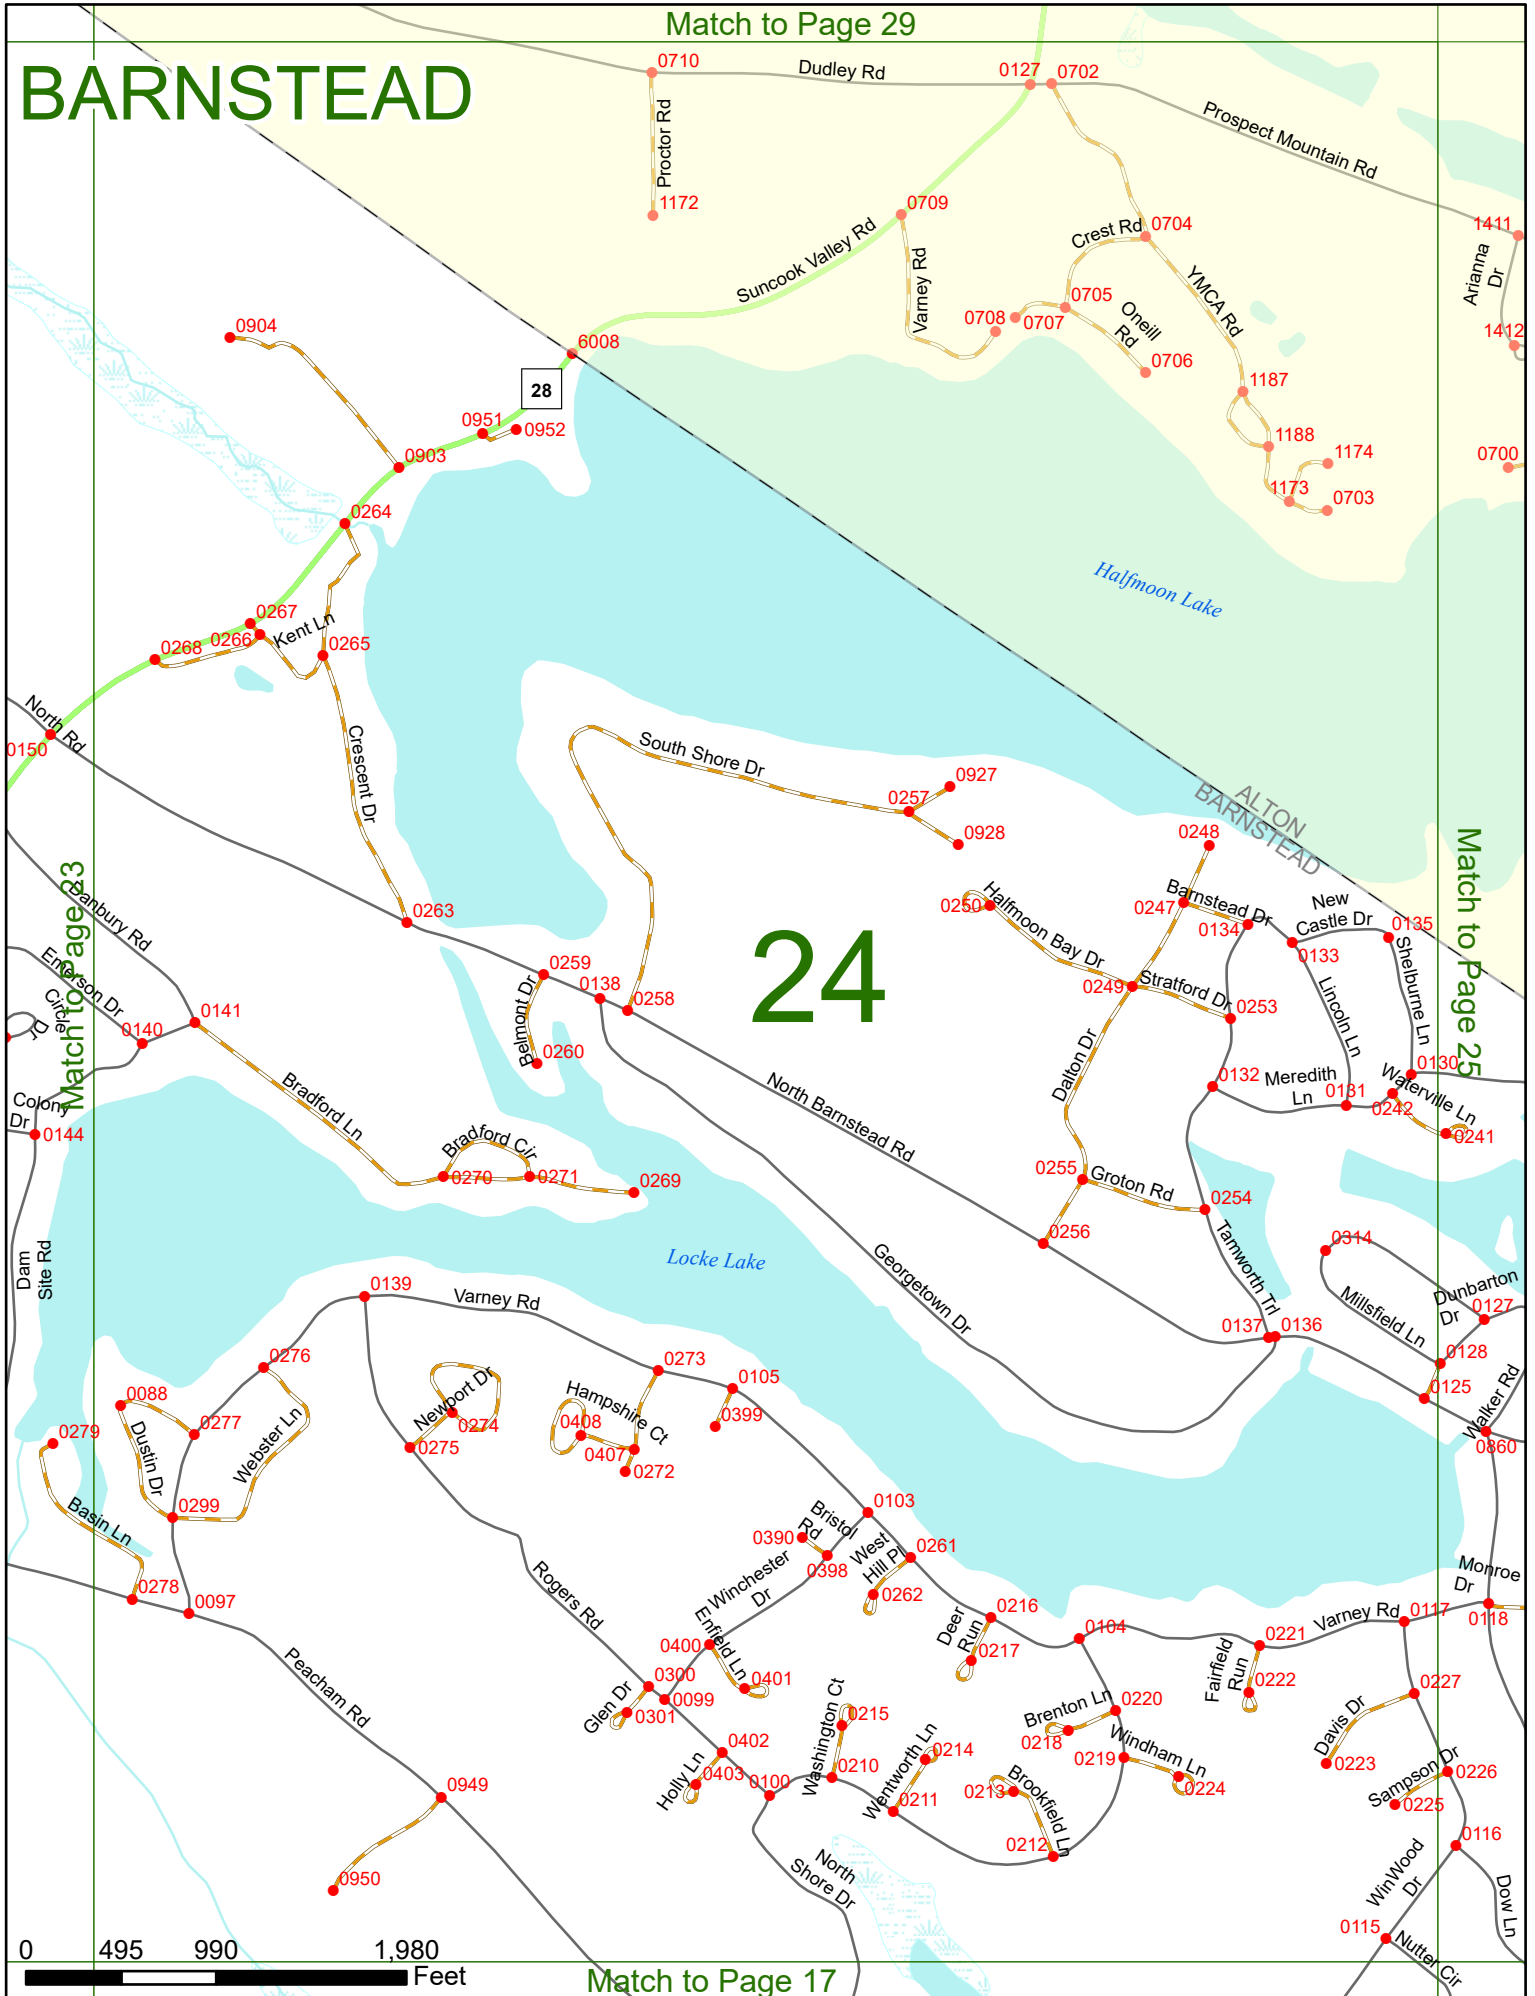 Match to Page 29
BARNSTEAD
0710
Dudley Rd
0127
0702
Proctor Rd
Prospect Mountain Rd
1172
0709
Suncook Valley Rd
Varney Rd
Crest Rd
0704
1411
Arianna
Dr
YMCA Rd
0705
Oneill
Rd
0708
0707
0706
1412
0904
6008
28
1187
0951
0952
0903
1188
1174
0700
1173
0703
0264
Halfmoon Lake
0267
0266
Kent Ln
0268
0265
North Rd
0150
Crescent Dr
South Shore Dr
0927
0257
0928
ALTON
BARNSTEAD
0248
Match to Page 23
Match to Page 25
Danbury Rd
0263
0250
Halfmoon Bay Dr
0247
Barnstead Dr
0134
New
Castle Dr
0133
0135
Shelburne Ln
24
Emerson Dr
Circle
Dr
0259
0138
0258
Belmont Dr
0260
0249
Stratford Dr
0253
Lincoln Ln
0141
0140
Dalton Dr
0132
Meredith
Ln
0131
0130
Waterville Ln
0242
0241
Colony
Dr
0144
Bradford Ln
Bradford Cir
0270
0271
0269
North Barnstead Rd
0255
Groton Rd
0254
0256
Tamworth Trl
Dam
Site Rd
Locke Lake
Georgetown Dr
0314
Millsfield Ln
Dunbarton
Dr
0127
0139
Varney Rd
0137
0136
0128
0125
Walker Rd
0860
0276
0273
0105
0399
0088
0277
0279
Dustin Dr
Webster Ln
Newport Dr
0274
0275
Hampshire Ct
0408
0407
0272
Basin Ln
0299
0103
Bristol
Rd
0390
0398
West
Hill Pl
0261
0262
Winchester
Dr
0278
0097
Rogers Rd
Enfield Ln
0400
0401
Deer
Run
0216
0217
0104
Fairfield
Run
0221
0222
Varney Rd
0117
Monroe
Dr
0118
Peacham Rd
0300
0099
Glen Dr
0301
0402
Holly Ln
0403
0100
Washington Ct
0215
0210
Wentworth Ln
0214
0211
Brenton Ln
0218
0220
0219
Windham Ln
0224
0227
Davis Dr
0223
Sampson Dr
0226
0225
0949
Brookfield Ln
0213
0212
0116
WinWood
Dr
Dow Ln
0950
North
Shore Dr
0115
Nutter Cir
0 495 990 1,980
Feet
Match to Page 17